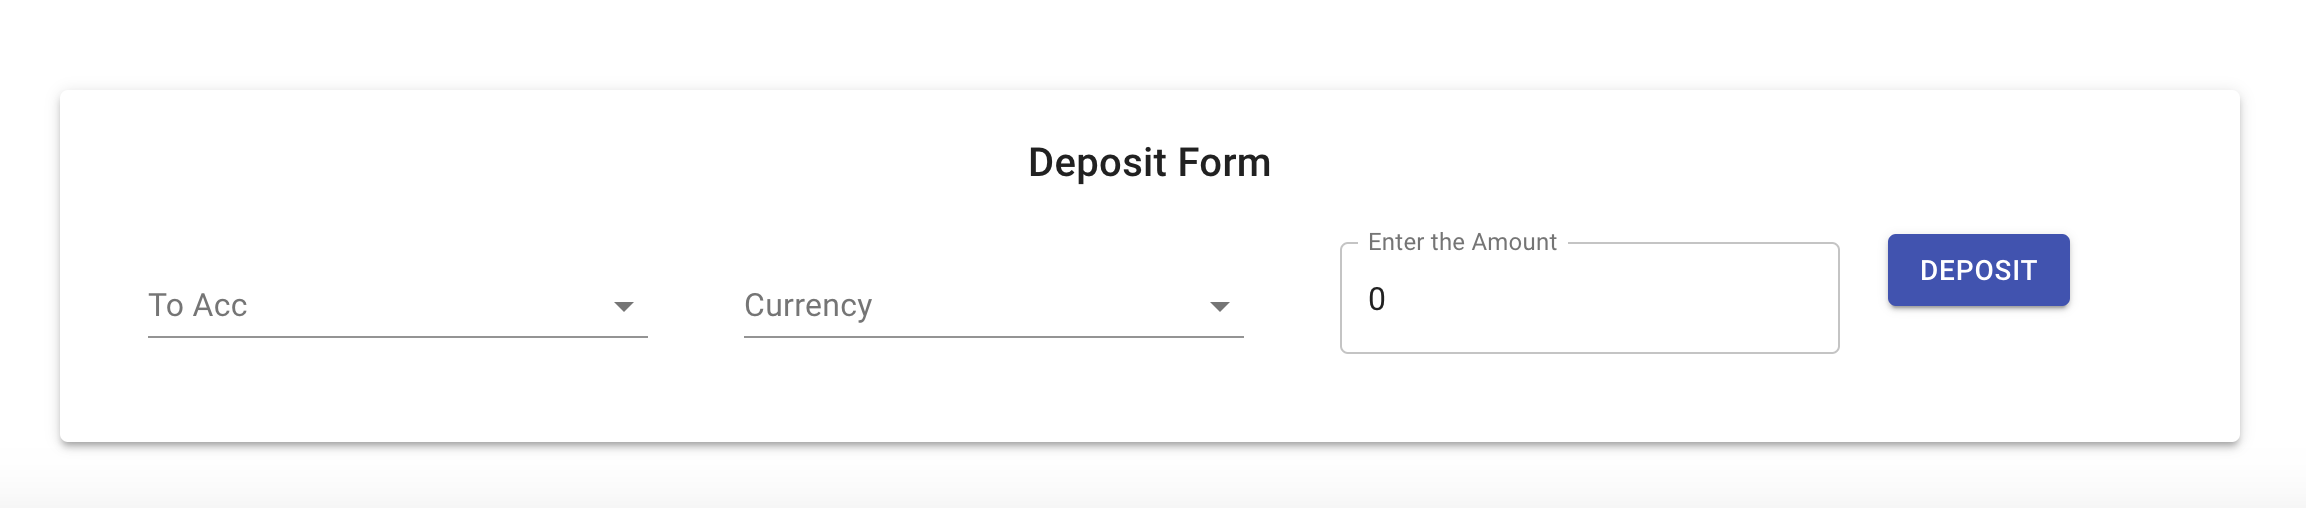 Deposit Form
To Acc
Currency
Enter the Amount
0
DEPOSIT